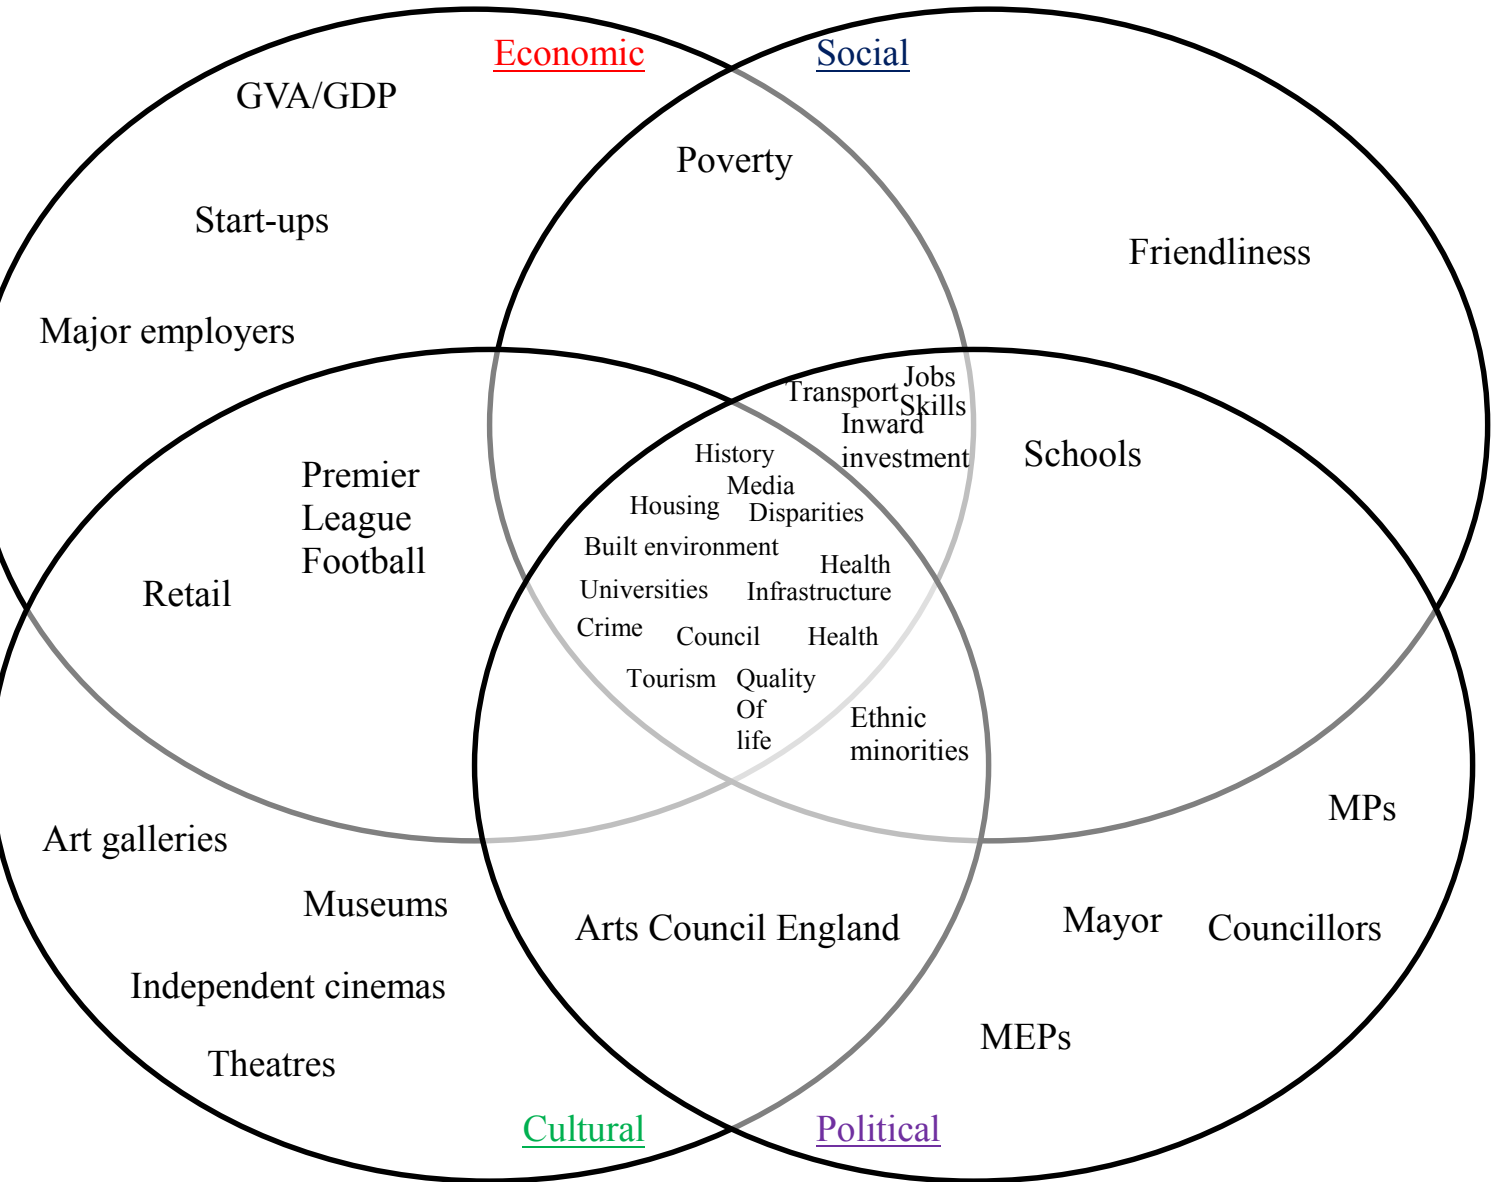 Economic
Social
GVA/GDP
Poverty
Start-ups
Friendliness
Major employers
Jobs
Transport
Skills
Inward
investment
Schools
History
Premier
League
Football
Media
Housing
Disparities
Built environment
Health
Retail
Universities
Infrastructure
Crime
Council
Health
Tourism
Quality
Of
life
Ethnic
minorities
MPs
Art galleries
Museums
Arts Council England
Mayor
Councillors
Independent cinemas
MEPs
Theatres
Cultural
Political